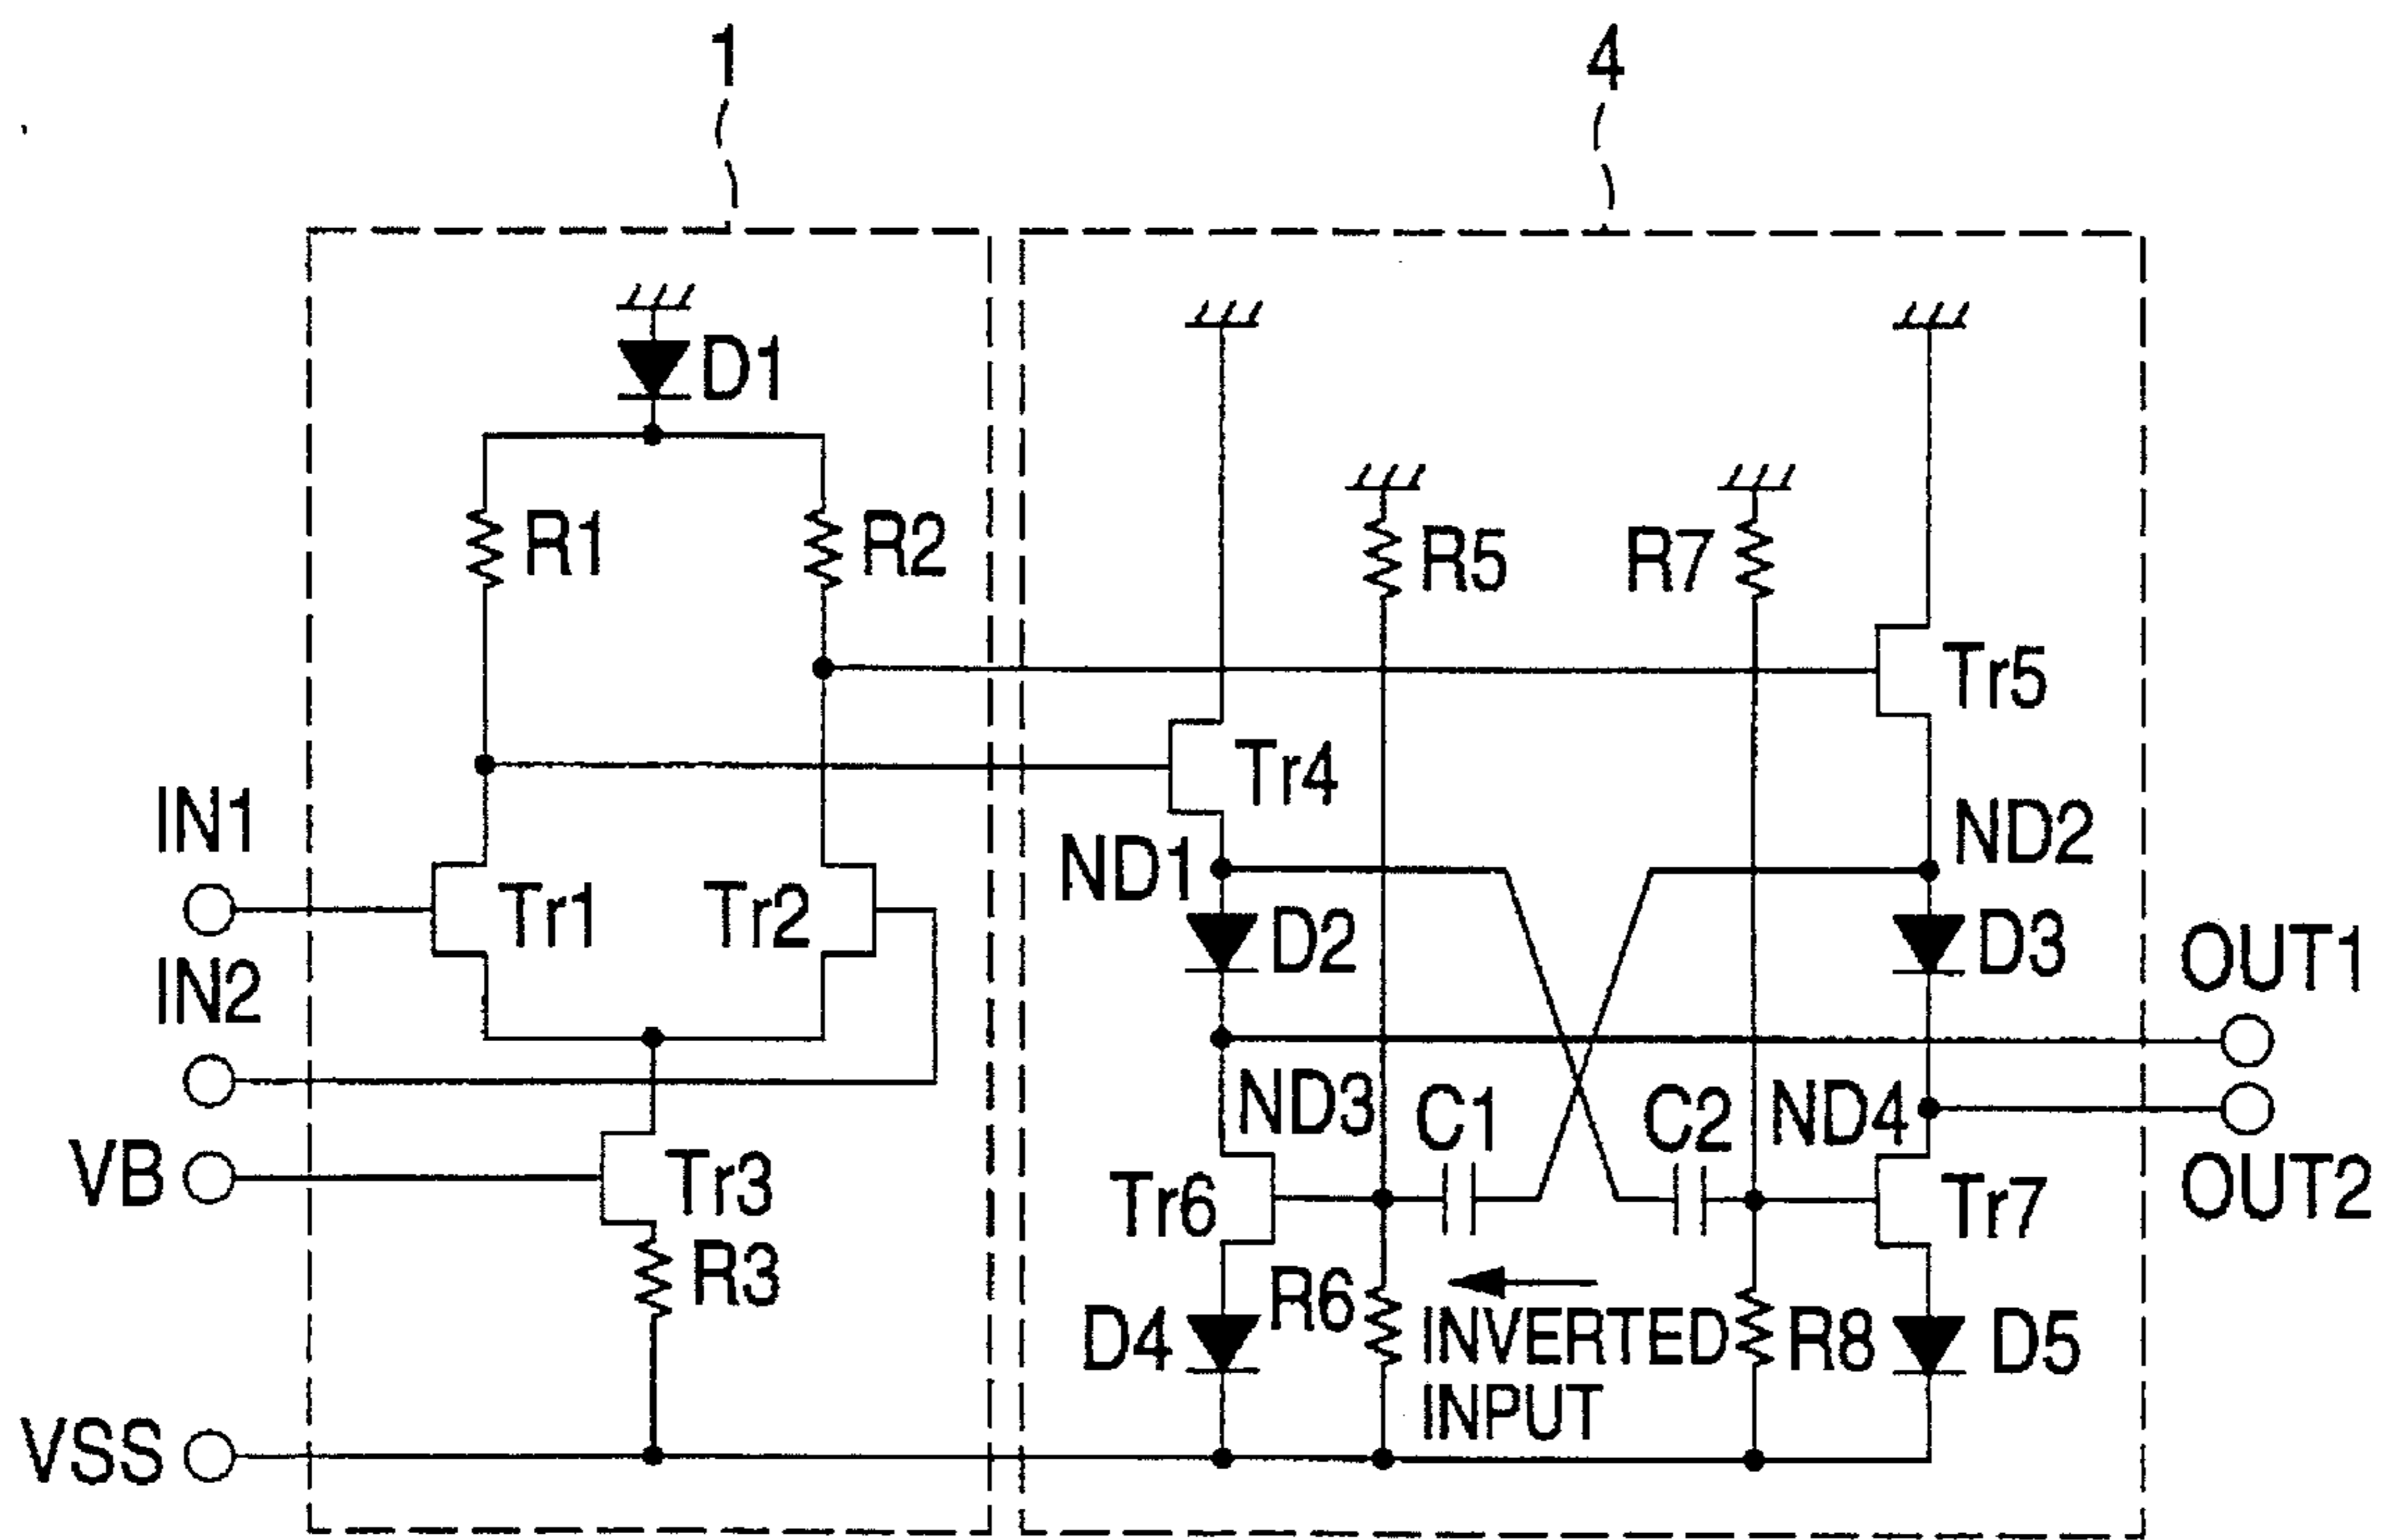 1
4
D1
R1
R2
R5
R7
Tr5
Tr4
IN1
ND1
ND2
Tr1
Tr2
D2
D3
OUT1
IN2
ND3
C1
C2
ND4
VB
Tr3
Tr6
Tr7
OUT2
R3
R6
D4
INVERTED
INPUT
R8
D5
VSS